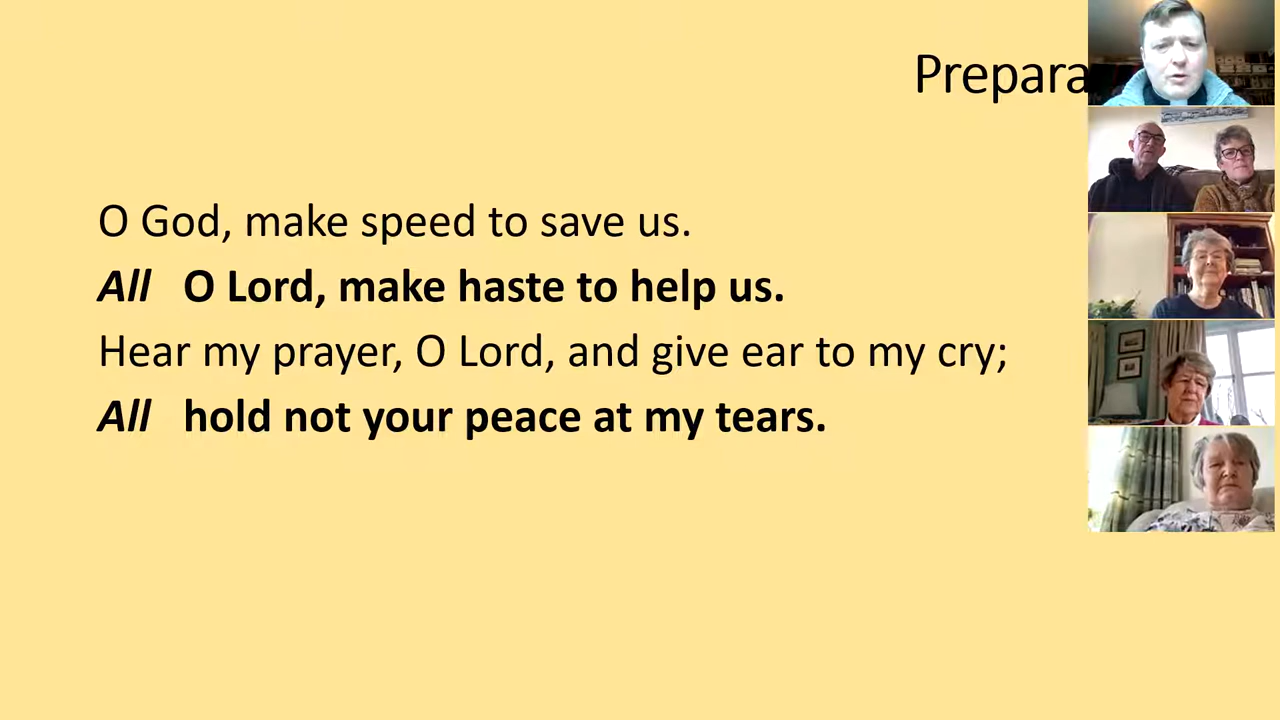 Prepara
O God, make speed to save us.
All O Lord, make haste to help us.
Hear my prayer, O Lord, and give ear to my cry;
All hold not your peace at my tears.